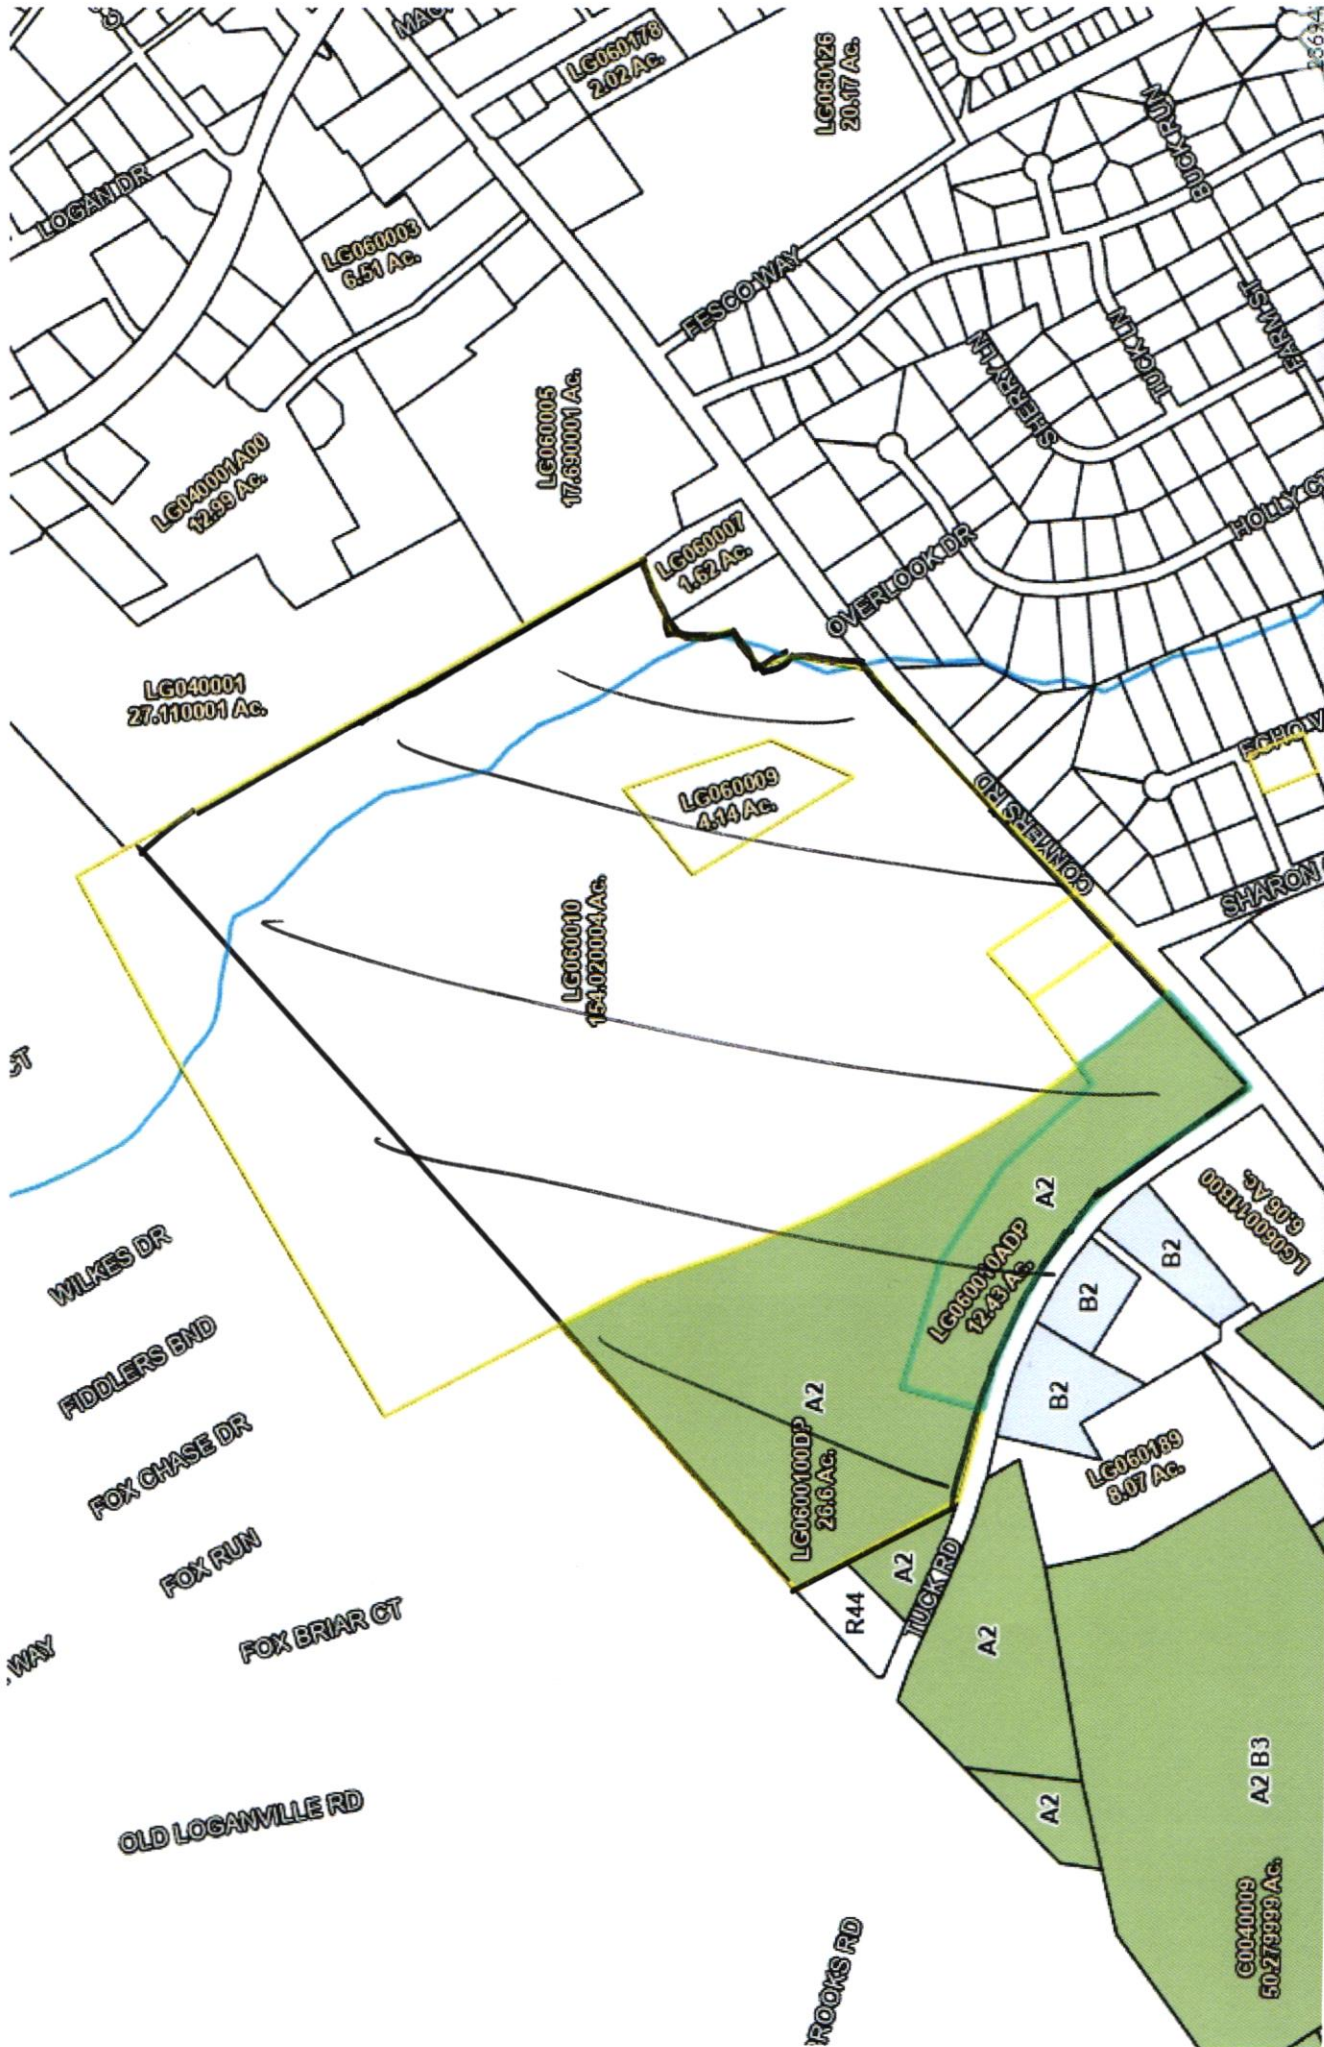 LOGAN DR
LG060178
2.02 Ac.
LG060126
20.17 Ac.
LG060003
6.51 Ac.
BUCK RUN
FESCO WAY
SHERRY LN
TUCK LN
FARM ST
LG060005
17.690001 Ac.
LG040001A00
12.99 Ac.
LG060007
1.62 Ac.
OVERLOOK DR
HOLLY CT
LG040001
27.110001 Ac.
LG060009
4.14 Ac.
CONYERS RD
ECHO V
SHARON
LG060010
154.020004 Ac.
CT
WILKES DR
A2
LG060010ADP
12.43 Ac.
LG060011B00
6.06 Ac.
B2
B2
B2
FIDDLERS BND
FOX CHASE DR
A2
LG060010ODP
26.6 Ac.
LG060189
8.07 Ac.
FOX RUN
FOX BRIAR CT
A2
R44
TUCK RD
A2
WAY
OLD LOGANVILLE RD
A2
A2 B3
C0040009
50.279999 Ac.
ROOKS RD